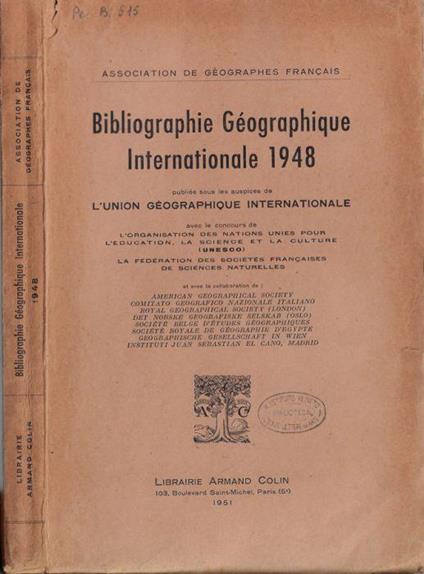 Pe. B. 515
ASSOCIATION DE GÉOGRAPHES FRANÇAIS
Bibliographie Géographique
Internationale 1948
publiée sous les auspices de
L'UNION GÉOGRAPHIQUE INTERNATIONALE
avec le concours de
L'ORGANISATION DES NATIONS UNIES POUR
L'ÉDUCATION, LA SCIENCE ET LA CULTURE
(UNESCO)
LA FÉDÉRATION DES SOCIÉTÉS FRANÇAISES
DE SCIENCES NATURELLES
et avec la collaboration de :
AMERICAN GEOGRAPHICAL SOCIETY
COMITATO GEOGRAFICO NAZIONALE ITALIANO
ROYAL GEOGRAPHICAL SOCIETY (LONDON)
DET NORSKE GEOGRAFISKE SELSKAB (OSLO)
SOCIÉTÉ BELGE D'ÉTUDES GÉOGRAPHIQUES
SOCIÉTÉ ROYALE DE GÉOGRAPHIE D'ÉGYPTE
GEOGRAPHISCHE GESELLSCHAFT IN WIEN
INSTITUTI JUAN SEBASTIAN EL CANO, MADRID
A C
BIBLIOTECA
LIBRAIRIE ARMAND COLIN
103, Boulevard Saint-Michel, Paris (5e)
1951
ASSOCIATION DE
GÉOGRAPHES FRANÇAIS
Bibliographie Géographique Internationale
1948
LIBRAIRIE
ARMAND COLIN